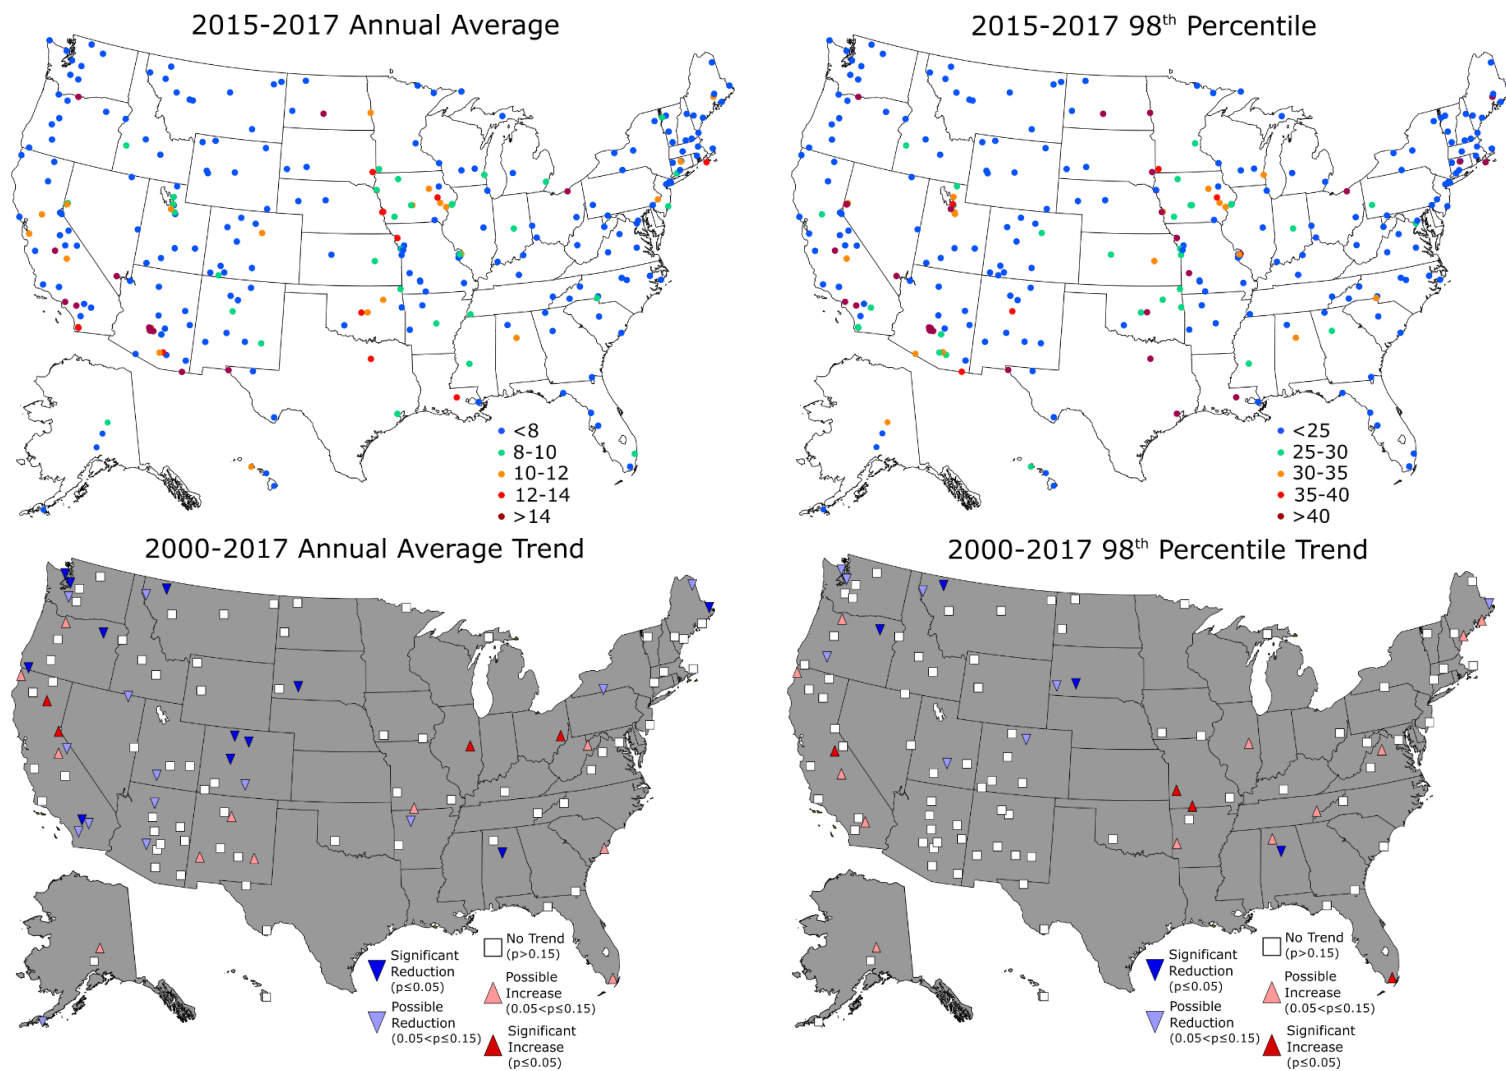 2015-2017 Annual Average
2015-2017 98th Percentile
<8
8-10
10-12
12-14
>14
<25
25-30
30-35
35-40
>40
2000-2017 Annual Average Trend
2000-2017 98th Percentile Trend
Significant
Reduction
(p≤0.05)
Possible
Reduction
(0.05<p≤0.15)
No Trend
(p>0.15)
Possible
Increase
(0.05<p≤0.15)
Significant
Increase
(p≤0.05)
Significant
Reduction
(p≤0.05)
Possible
Reduction
(0.05<p≤0.15)
No Trend
(p>0.15)
Possible
Increase
(0.05<p≤0.15)
Significant
Increase
(p≤0.05)